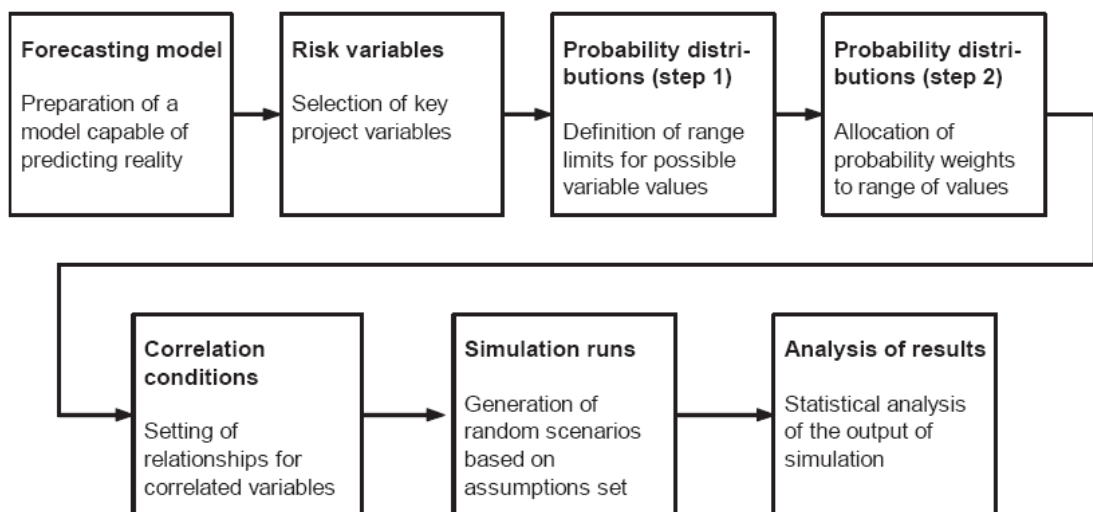 Forecasting model
Preparation of a
model capable of
predicting reality
Risk variables
Selection of key
project variables
Probability distri-
butions (step 1)
Definition of range
limits for possible
variable values
Probability distri-
butions (step 2)
Allocation of
probability weights
to range of values
Correlation
conditions
Setting of
relationships for
correlated variables
Simulation runs
Generation of
random scenarios
based on
assumptions set
Analysis of results
Statistical analysis
of the output of
simulation